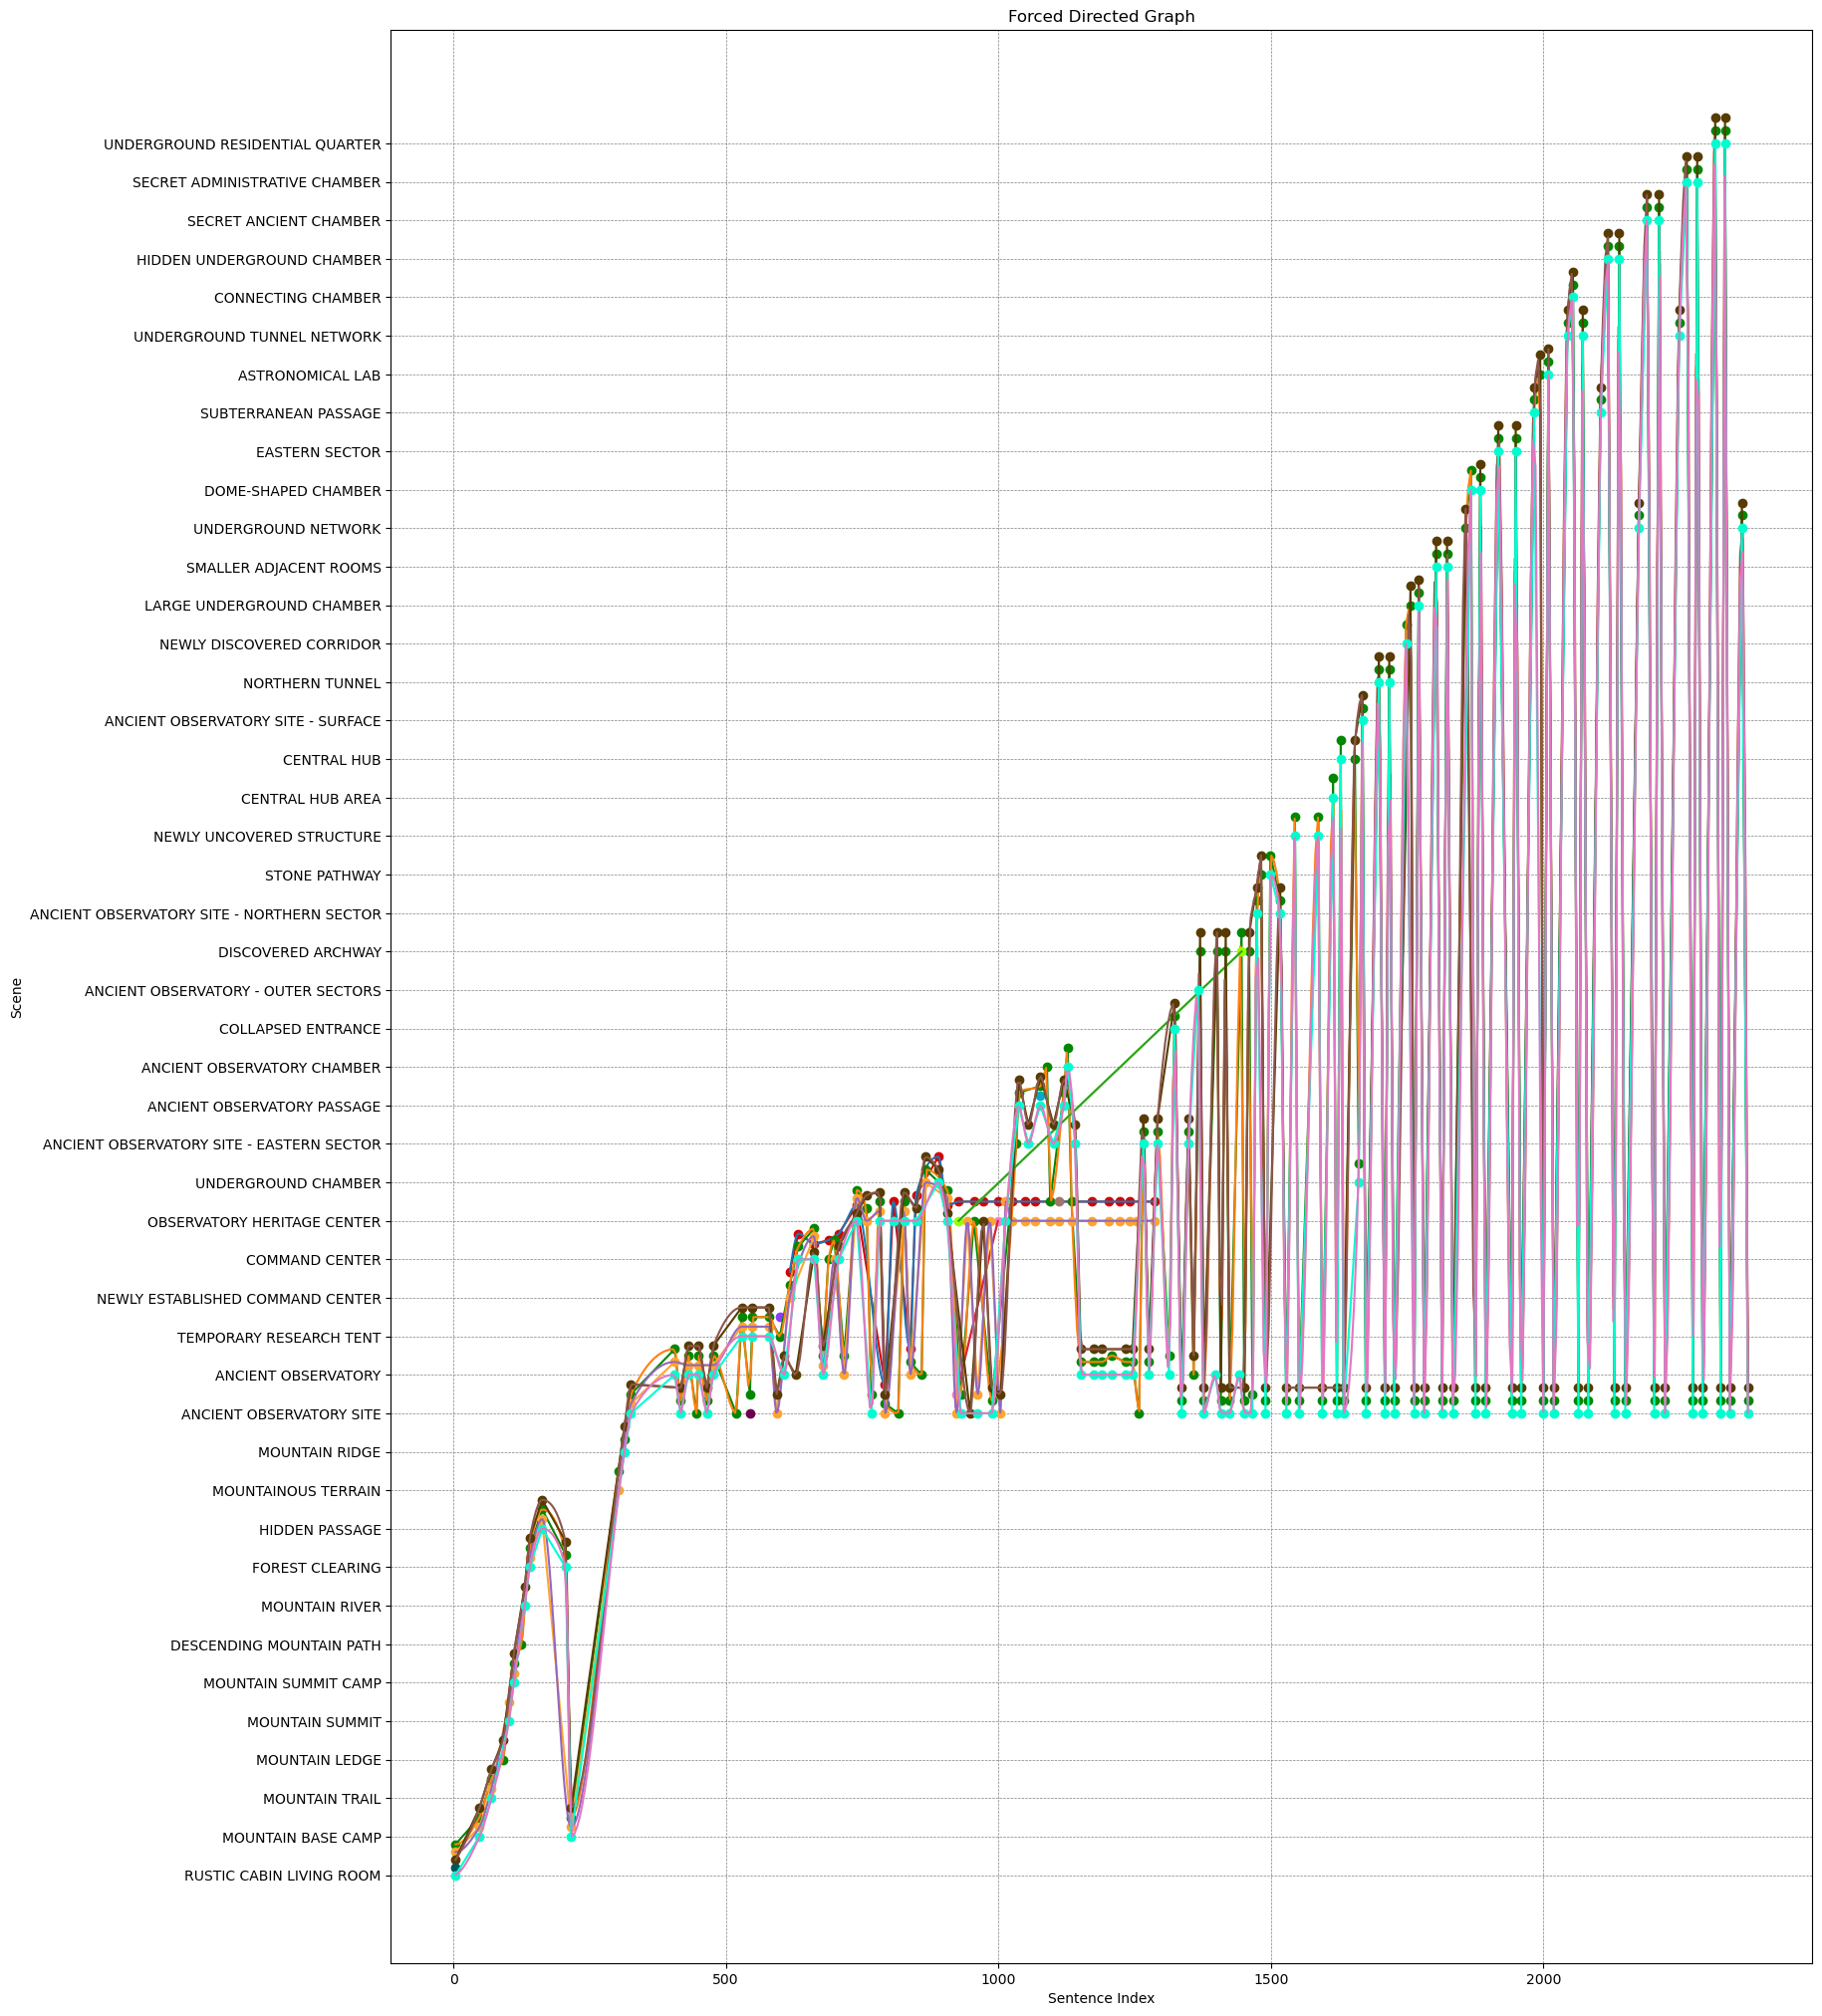 Forced Directed Graph
UNDERGROUND RESIDENTIAL QUARTER
SECRET ADMINISTRATIVE CHAMBER
SECRET ANCIENT CHAMBER
HIDDEN UNDERGROUND CHAMBER
CONNECTING CHAMBER
UNDERGROUND TUNNEL NETWORK
ASTRONOMICAL LAB
SUBTERRANEAN PASSAGE
EASTERN SECTOR
DOME-SHAPED CHAMBER
UNDERGROUND NETWORK
SMALLER ADJACENT ROOMS
LARGE UNDERGROUND CHAMBER
NEWLY DISCOVERED CORRIDOR
NORTHERN TUNNEL
ANCIENT OBSERVATORY SITE - SURFACE
CENTRAL HUB
CENTRAL HUB AREA
NEWLY UNCOVERED STRUCTURE
STONE PATHWAY
ANCIENT OBSERVATORY SITE - NORTHERN SECTOR
DISCOVERED ARCHWAY
ANCIENT OBSERVATORY - OUTER SECTORS
COLLAPSED ENTRANCE
ANCIENT OBSERVATORY CHAMBER
ANCIENT OBSERVATORY PASSAGE
ANCIENT OBSERVATORY SITE - EASTERN SECTOR
UNDERGROUND CHAMBER
OBSERVATORY HERITAGE CENTER
COMMAND CENTER
NEWLY ESTABLISHED COMMAND CENTER
TEMPORARY RESEARCH TENT
ANCIENT OBSERVATORY
ANCIENT OBSERVATORY SITE
MOUNTAIN RIDGE
MOUNTAINOUS TERRAIN
HIDDEN PASSAGE
FOREST CLEARING
MOUNTAIN RIVER
DESCENDING MOUNTAIN PATH
MOUNTAIN SUMMIT CAMP
MOUNTAIN SUMMIT
MOUNTAIN LEDGE
MOUNTAIN TRAIL
MOUNTAIN BASE CAMP
RUSTIC CABIN LIVING ROOM
Scene
0 500 1000 1500 2000
Sentence Index